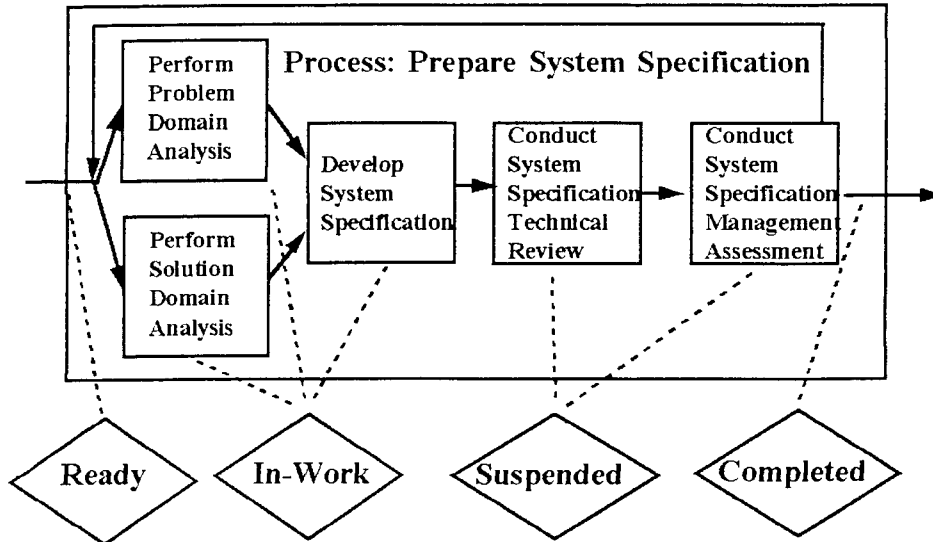 Process: Prepare System Specification
Perform
Problem
Domain
Analysis
Perform
Solution
Domain
Analysis
Develop
System
Specification
Conduct
System
Specification
Technical
Review
Conduct
System
Specification
Management
Assessment
Ready
In-Work
Suspended
Completed